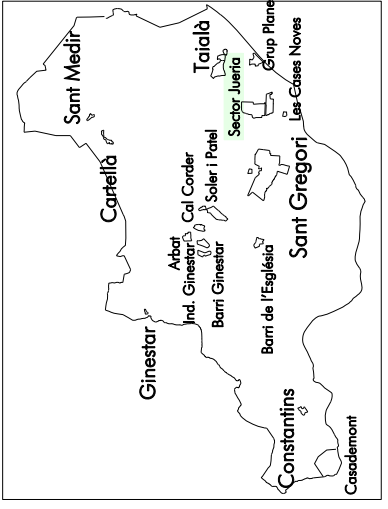 Sant Medir
Cartellà
Taialà
Grup Plane
Sector Jueria
Les Cases Noves
Soler i Patel
Cal Corder
Sant Gregori
Arbat
Ind. Ginestar
Barri Ginestar
Barri de l'Església
Ginestar
Constantins
Casademont